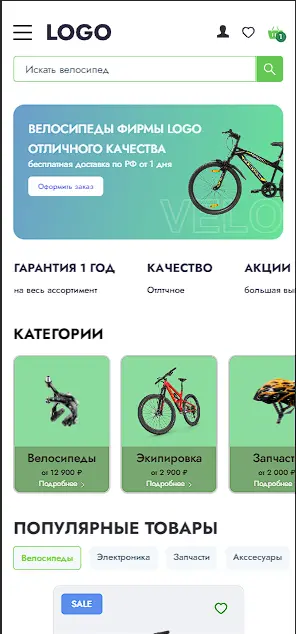 LOGO
1
Искать велосипед
ВЕЛОСИПЕДЫ ФИРМЫ LOGO
ОТЛИЧНОГО КАЧЕСТВА
бесплатная доставка по РФ от 1 дня
Оформить заказ
VELO
ГАРАНТИЯ 1 ГОД
на весь ассортимент
КАЧЕСТВО
Отлтчное
АКЦИИ
большая вы
КАТЕГОРИИ
Велосипеды
от 12 900 ₽
Подробнее >
Экипировка
от 2 900 ₽
Подробнее >
Запчаст
от 2 000 ₽
Подробнее
ПОПУЛЯРНЫЕ ТОВАРЫ
Велосипеды
Электроника
Запчасти
Акссесуары
SALE